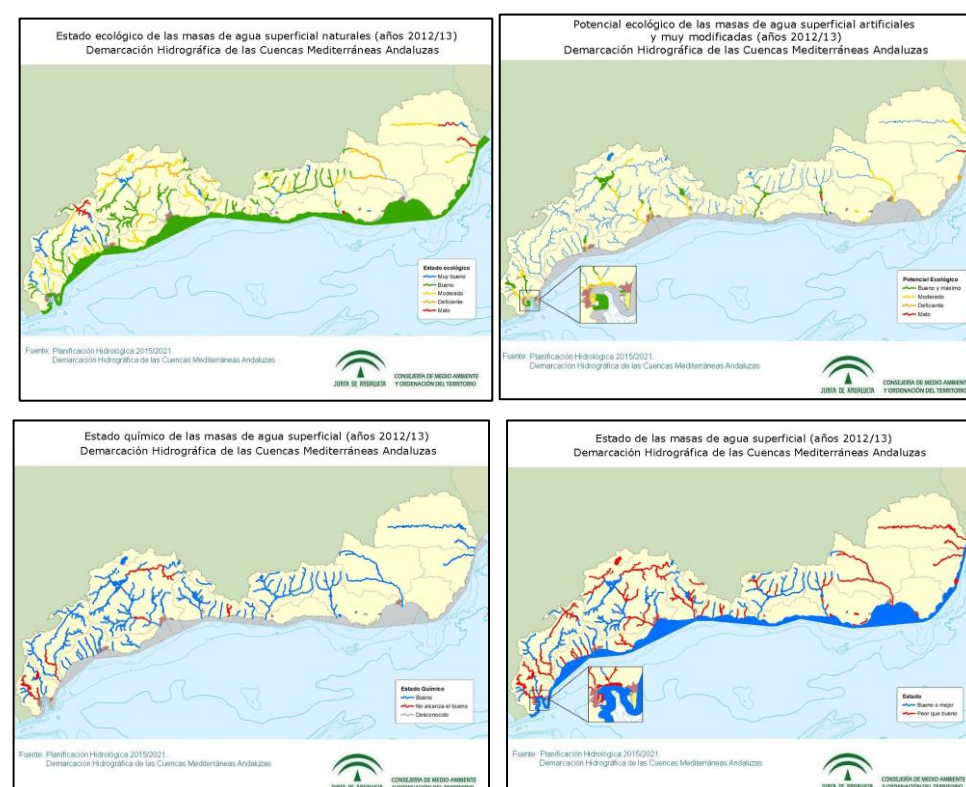 Estado ecológico de las masas de agua superficial naturales (años 2012/13)
Demarcación Hidrográfica de las Cuencas Mediterráneas Andaluzas
Estado ecológico
Muy bueno
Bueno
Moderado
Deficiente
Malo
Fuente: Planificación Hidrológica 2015/2021.
Demarcación Hidrográfica de las Cuencas Mediterráneas Andaluzas.
JUNTA DE ANDALUCIA
CONSEJERÍA DE MEDIO AMBIENTE
Y ORDENACIÓN DEL TERRITORIO
Potencial ecológico de las masas de agua superficial artificiales
y muy modificadas (años 2012/13)
Demarcación Hidrográfica de las Cuencas Mediterráneas Andaluzas
Potencial Ecológico
Bueno y máximo
Moderado
Deficiente
Malo
Fuente: Planificación Hidrológica 2015/2021.
Demarcación Hidrográfica de las Cuencas Mediterráneas Andaluzas
JUNTA DE ANDALUCIA
CONSEJERÍA DE MEDIO AMBIENTE
Y ORDENACIÓN DEL TERRITORIO
Estado químico de las masas de agua superficial (años 2012/13)
Demarcación Hidrográfica de las Cuencas Mediterráneas Andaluzas
Estado Químico
Bueno
No alcanza el bueno
Desconocido
Fuente: Planificación Hidrológica 2015/2021.
Demarcación Hidrográfica de las Cuencas Mediterráneas Andaluzas
JUNTA DE ANDALUCIA
CONSEJERÍA DE MEDIO AMBIENTE
Y ORDENACIÓN DEL TERRITORIO
Estado de las masas de agua superficial (años 2012/13)
Demarcación Hidrográfica de las Cuencas Mediterráneas Andaluzas
Estado
Bueno o mejor
Peor que bueno
Fuente: Planificación Hidrológica 2015/2021.
Demarcación Hidrográfica de las Cuencas Mediterráneas Andaluzas
JUNTA DE ANDALUCIA
CONSEJERÍA DE MEDIO AMBIENTE
Y ORDENACIÓN DEL TERRITORIO